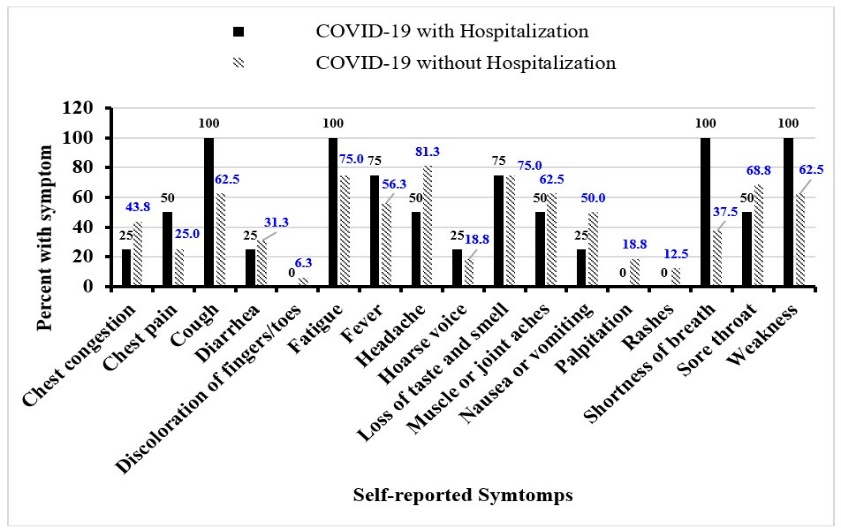 COVID-19 with Hospitalization
COVID-19 without Hospitalization
Percent with symptom
120
100
80
60
40
20
0
25
43.8
50
25.0
100
62.5
25
31.3
0
6.3
100
75.0
75
56.3
50
81.3
25
18.8
75
75.0
50
62.5
25
50.0
0
18.8
0
12.5
100
37.5
50
68.8
100
62.5
Chest congestion
Chest pain
Cough
Diarrhea
Discoloration of fingers/toes
Fatigue
Fever
Headache
Hoarse voice
Loss of taste and smell
Muscle or joint aches
Nausea or vomiting
Palpitation
Rashes
Shortness of breath
Sore throat
Weakness
Self-reported Symtomps